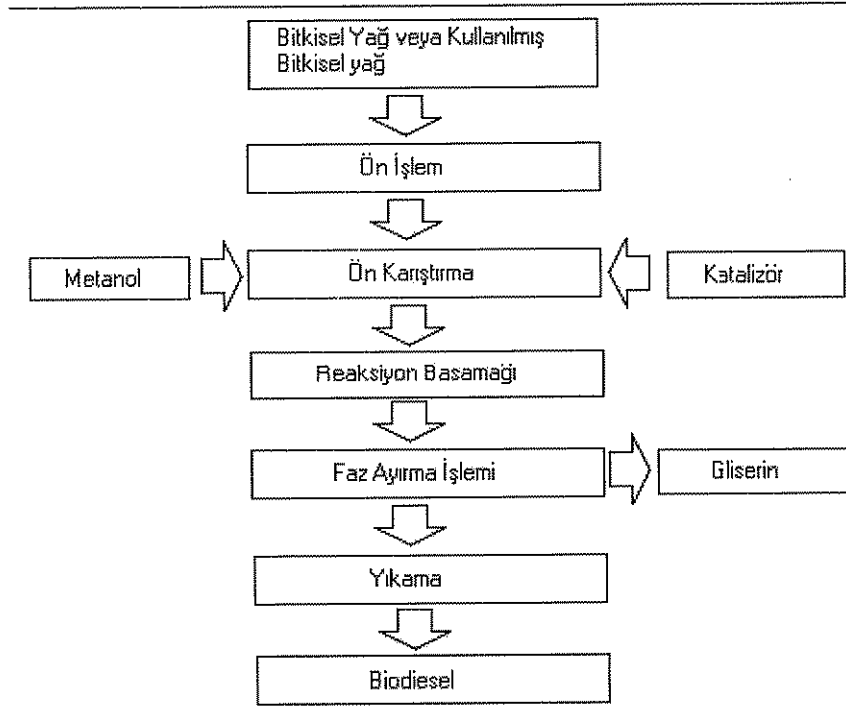 Bitkisel Yağ veya Kullanılmış
Bitkisel yağ
Ön İşlem
Metanol
Ön Karıştırma
Katalizör
Reaksiyon Basamağı
Faz Ayırma İşlemi
Gliserin
Yıkama
Biodiesel